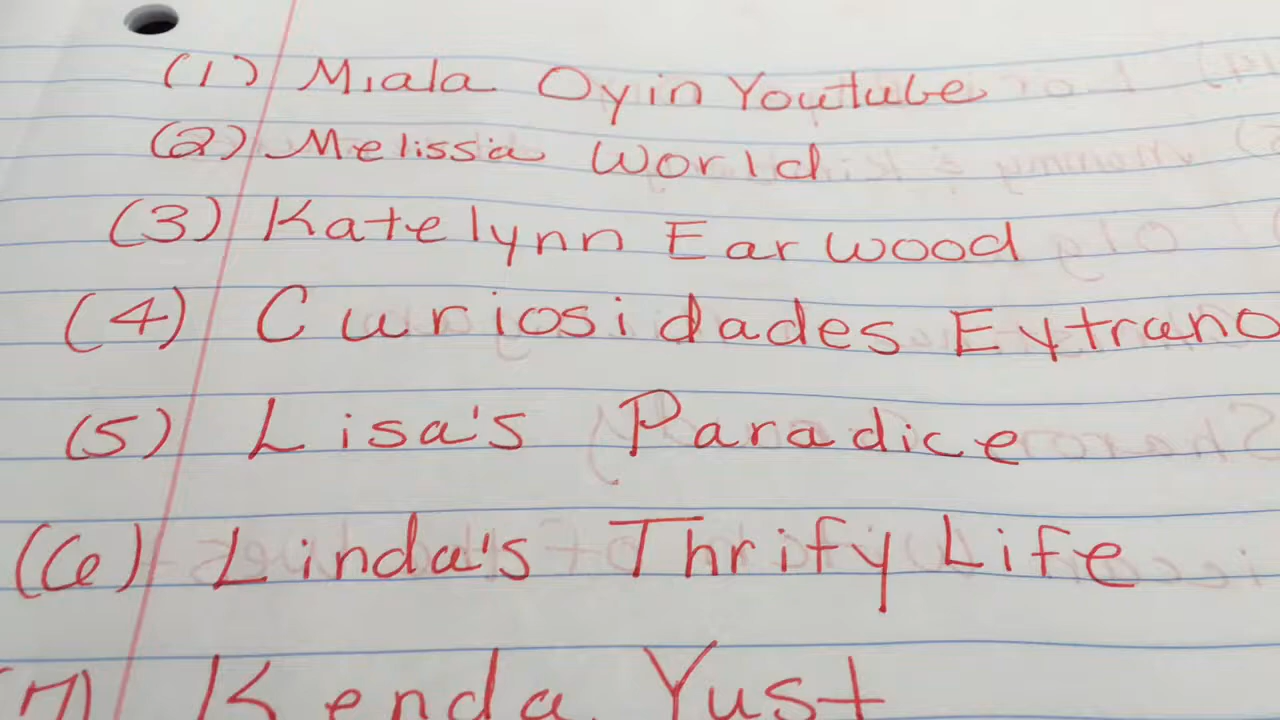 (1) Miala Oyin Youtube
(2) Melissa World
(3) Katelynn Earwood
(4) Curiosidades Extrano
(5) Lisa's Paradice
(6) Linda's Thrify Life
(7) Kenda Yust